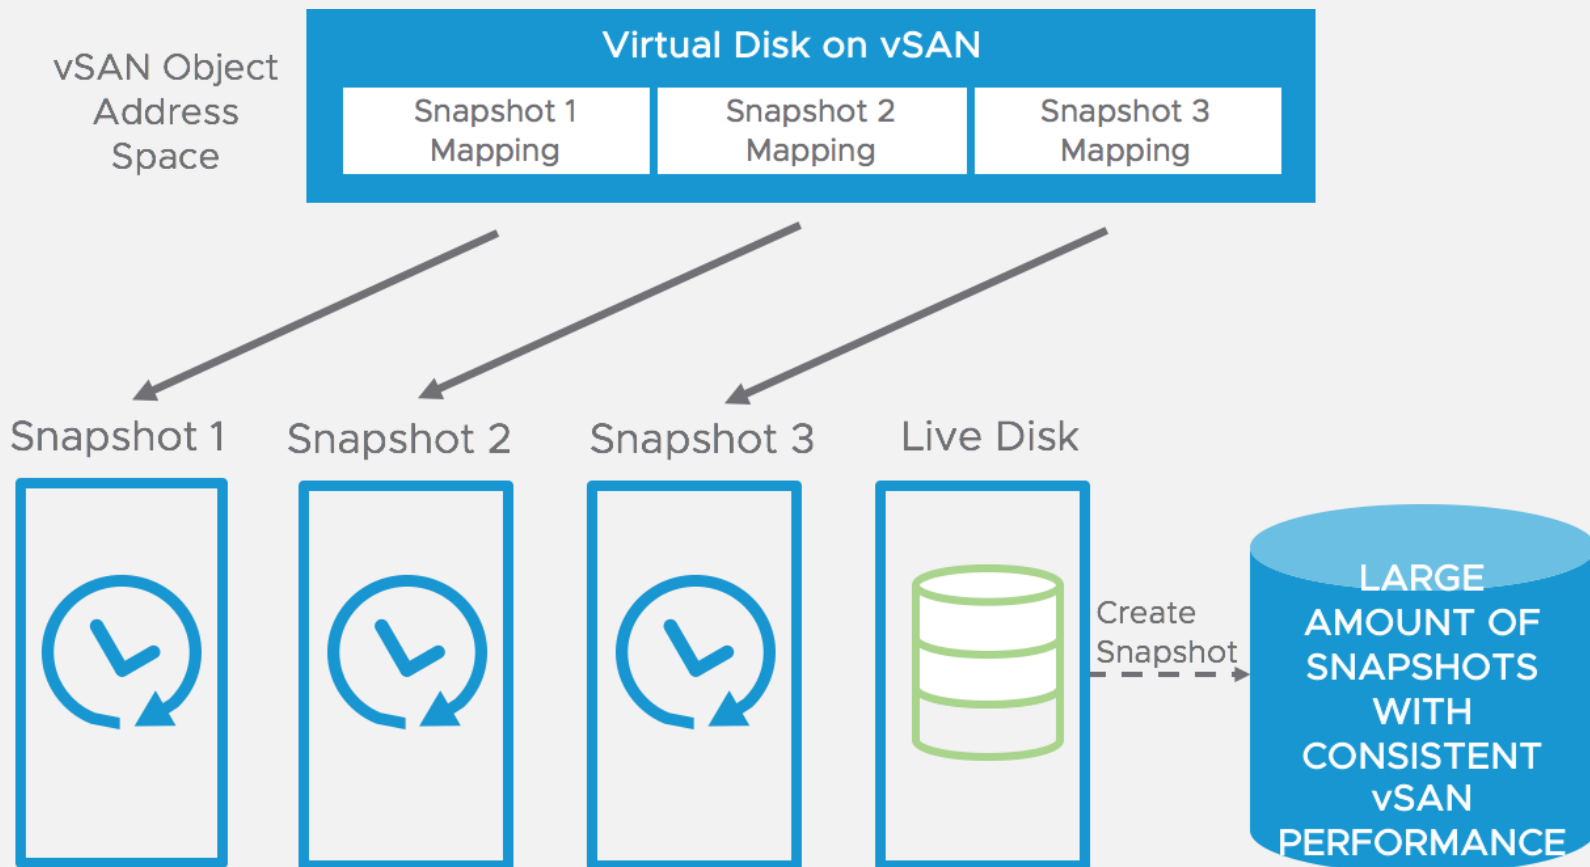 Virtual Disk on vSAN
vSAN Object
Address
Space
Snapshot 1
Mapping
Snapshot 2
Mapping
Snapshot 3
Mapping
Snapshot 1
Snapshot 2
Snapshot 3
Live Disk
Create
Snapshot
LARGE
AMOUNT OF
SNAPSHOTS
WITH
CONSISTENT
vSAN
PERFORMANCE